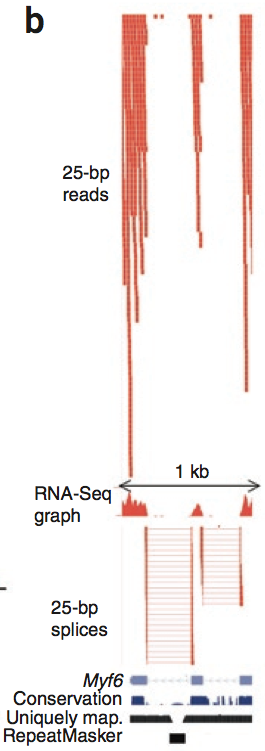 b
25-bp
reads
1 kb
RNA-Seq
graph
25-bp
splices
Myf6
Conservation
Uniquely map.
RepeatMasker